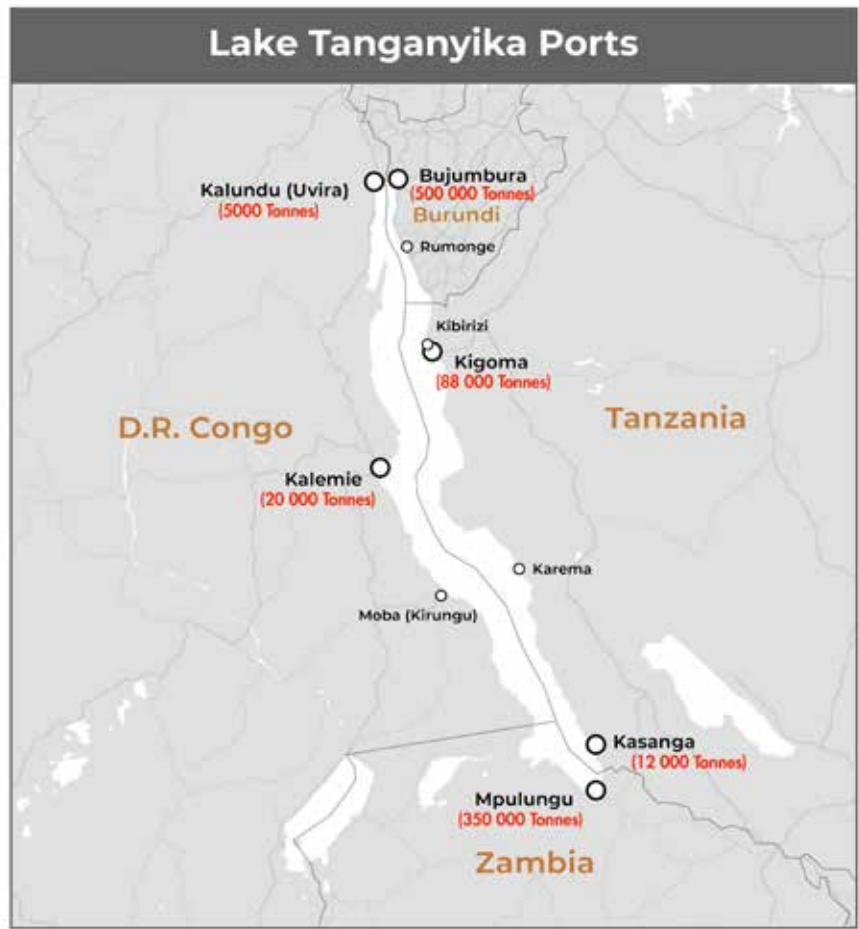 Lake Tanganyika Ports
Kalundu (Uvira)
(5000 Tonnes)
Bujumbura
(500 000 Tonnes)
Burundi
Rumonge
Kibirizi
Kigoma
(88 000 Tonnes)
D.R. Congo
Tanzania
Kalemie
(20 000 Tonnes)
Karema
Moba (Kirungu)
Kasanga
(12 000 Tonnes)
Mpulungu
(350 000 Tonnes)
Zambia